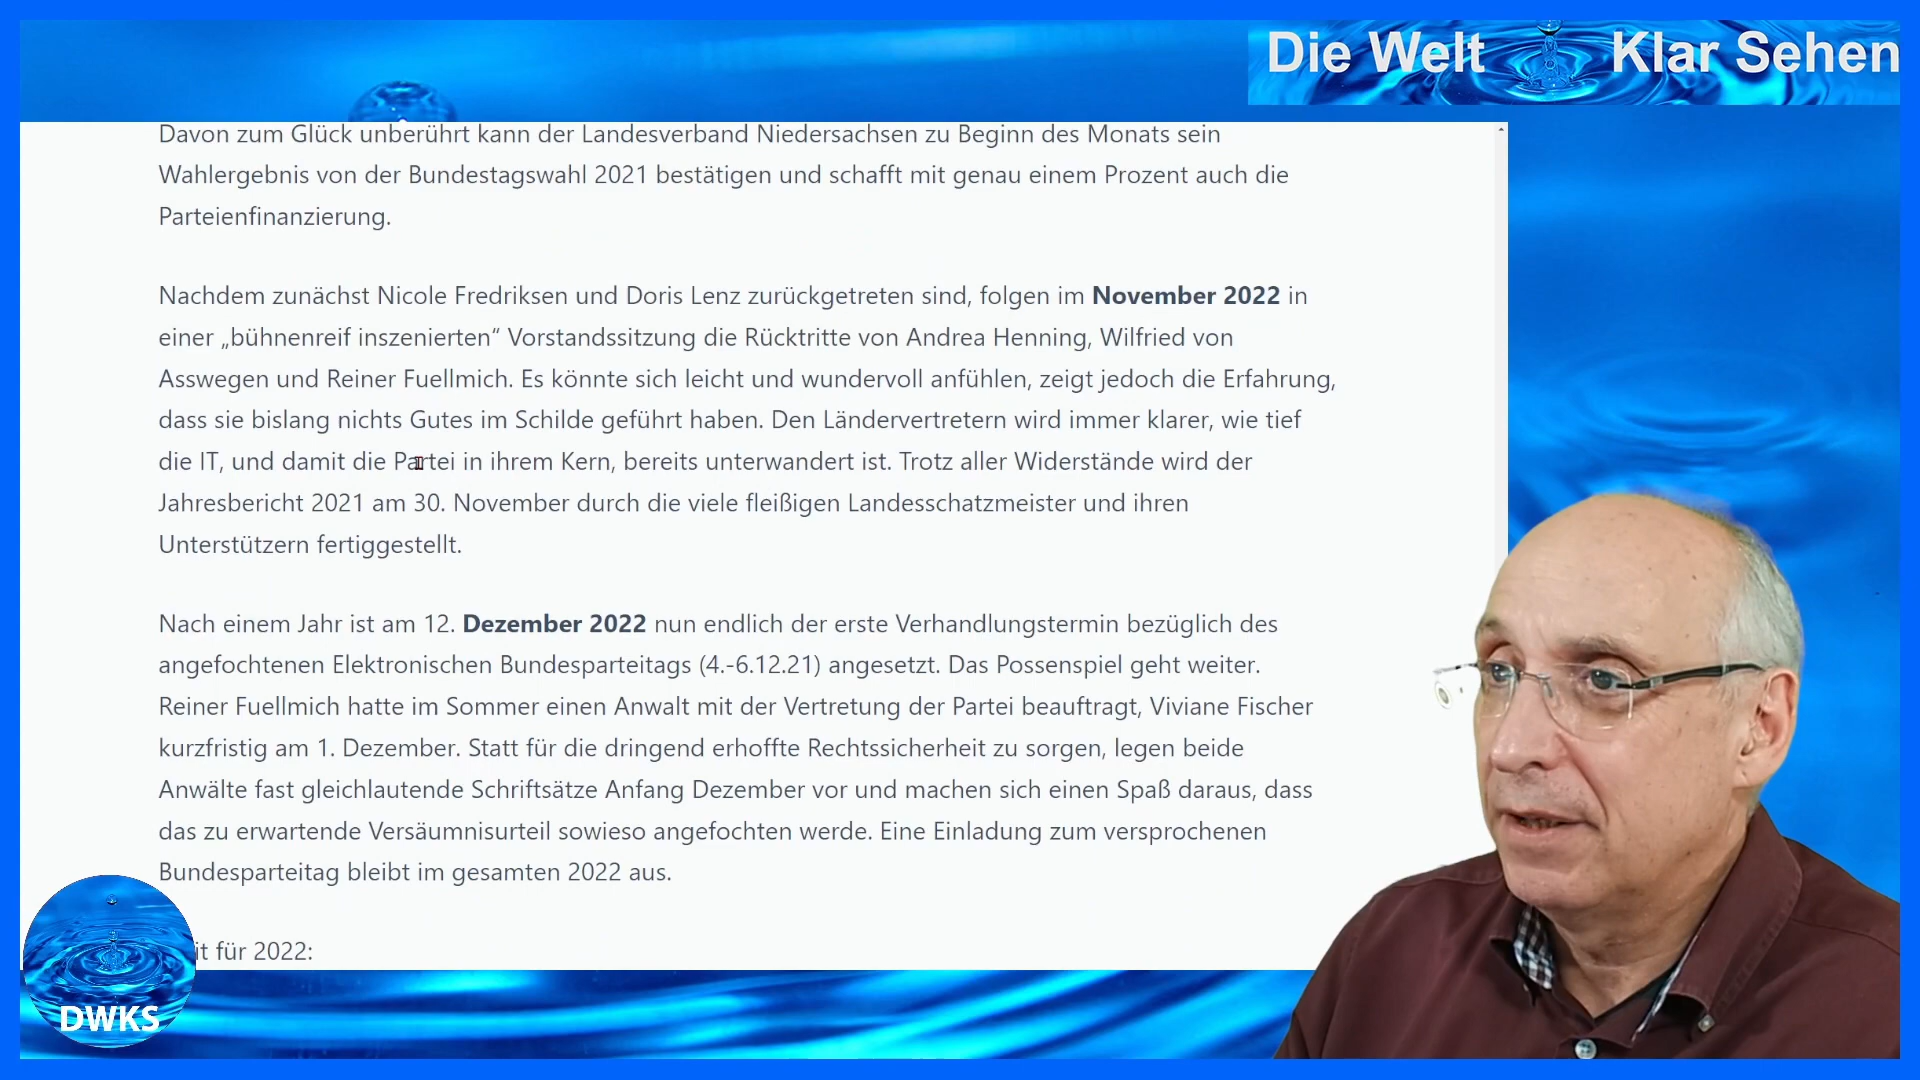 Die Welt Klar Sehen
Davon zum Glück unberührt kann der Landesverband Niedersachsen zu Beginn des Monats sein
Wahlergebnis von der Bundestagswahl 2021 bestätigen und schafft mit genau einem Prozent auch die
Parteienfinanzierung.
Nachdem zunächst Nicole Fredriksen und Doris Lenz zurückgetreten sind, folgen im November 2022 in
einer „bühnenreif inszenierten“ Vorstandssitzung die Rücktritte von Andrea Henning, Wilfried von
Asswegen und Reiner Fuellmich. Es könnte sich leicht und wundervoll anfühlen, zeigt jedoch die Erfahrung,
dass sie bislang nichts Gutes im Schilde geführt haben. Den Ländervertretern wird immer klarer, wie tief
die IT, und damit die Partei in ihrem Kern, bereits unterwandert ist. Trotz aller Widerstände wird der
Jahresbericht 2021 am 30. November durch die viele fleißigen Landesschatzmeister und ihren
Unterstützern fertiggestellt.
Nach einem Jahr ist am 12. Dezember 2022 nun endlich der erste Verhandlungstermin bezüglich des
angefochtenen Elektronischen Bundesparteitags (4.-6.12.21) angesetzt. Das Possenspiel geht weiter.
Reiner Fuellmich hatte im Sommer einen Anwalt mit der Vertretung der Partei beauftragt, Viviane Fischer
kurzfristig am 1. Dezember. Statt für die dringend erhoffte Rechtssicherheit zu sorgen, legen beide
Anwälte fast gleichlautende Schriftsätze Anfang Dezember vor und machen sich einen Spaß daraus, dass
das zu erwartende Versäumnisurteil sowieso angefochten werde. Eine Einladung zum versprochenen
Bundesparteitag bleibt im gesamten 2022 aus.
für 2022:
DWKS